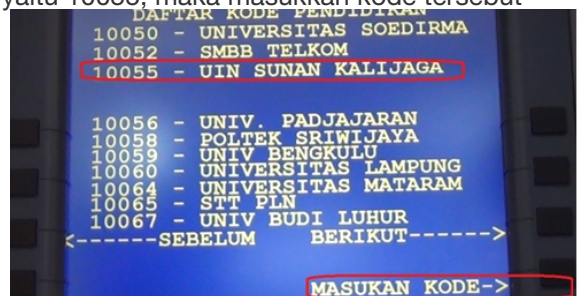 yaitu 10055, maka masukkan kode tersebut
DAFTAR KODE PENDIDIKAN
10050 - UNIVERSITAS SOEDIRMA
10052 - SMBB TELKOM
10055 - UIN SUNAN KALIJAGA
10056 - UNIV. PADJAJARAN
10058 - POLTEK SRIWIJAYA
10059 - UNIV BENGKULU
10060 - UNIVERSITAS LAMPUNG
10064 - UNIVERSITAS MATARAM
10065 - STT PLN
10067 - UNIV BUDI LUHUR
<------SEBELUM BERIKUT------>
MASUKAN KODE->